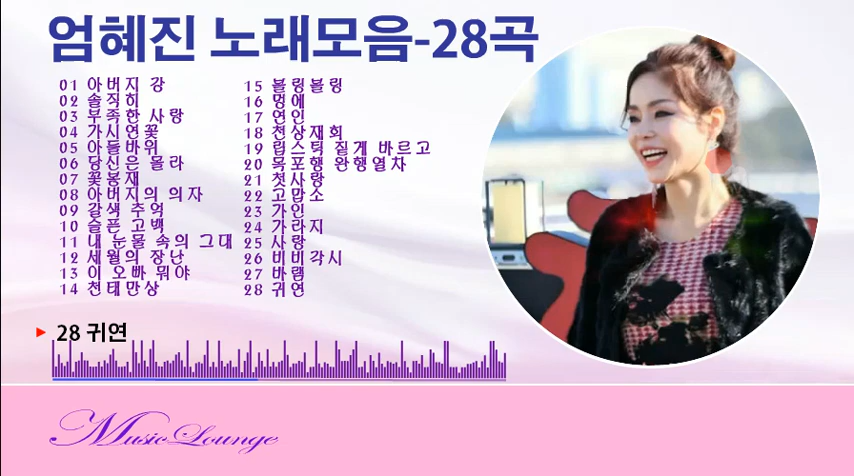 엄혜진 노래모음-28곡
01 아버지 강
02 솔직히
03 부족한 사랑
04 가시연꽃
05 아들바위
06 당신은 몰라
07 꽃봉재
08 아버지의 의자
09 갈색 추억
10 슬픈 고백
11 내 눈물 속의 그대
12 세월의 장난
13 이 오빠 뭐야
14 천태만상
15 볼링볼링
16 멍에
17 연인
18 천상재회
19 립스틱 짙게 바르고
20 목포행 완행열차
21 첫사랑
22 고맙소
23 가인
24 가라지
25 사랑
26 비비각시
27 바램
28 귀연
28 귀연
MusicLounge